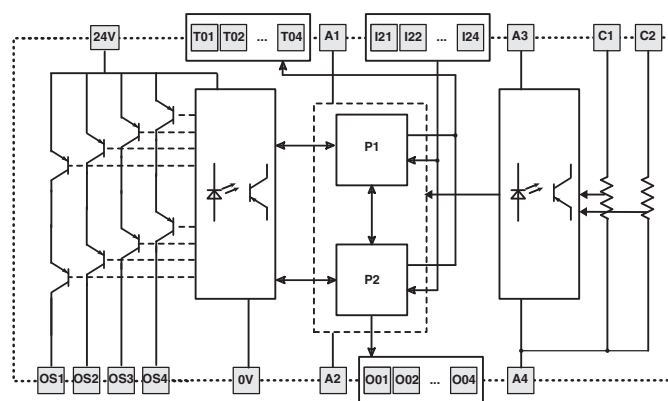 24V T01 T02 ... T04 A1 I21 I22 ... I24 A3 C1 C2
P1
P2
OS1 OS2 OS3 OS4 0V A2 O01 O02 ... O04 A4